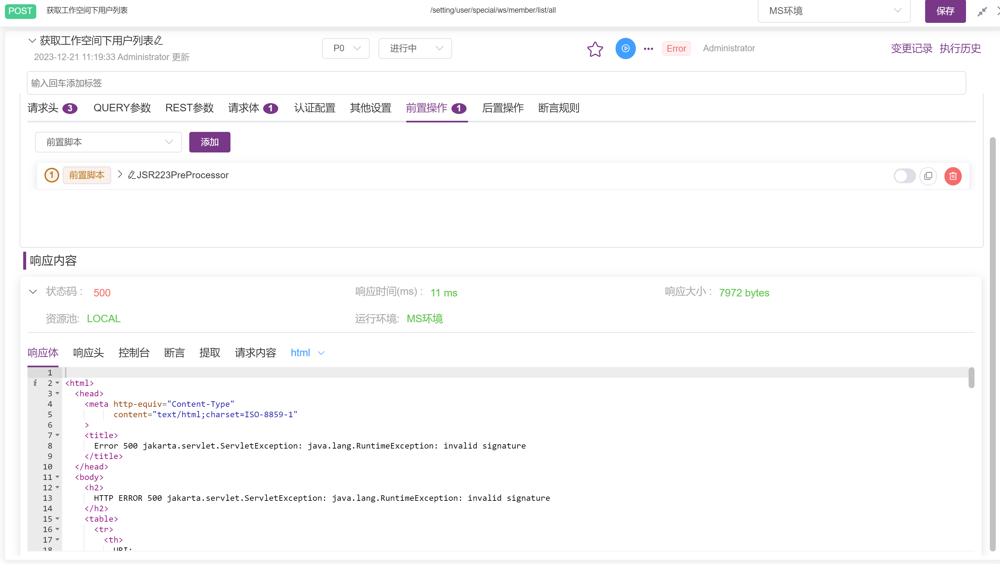 POST 获取工作空间下用户列表 /setting/user/special/ws/member/list/all MS环境 保存
获取工作空间下用户列表 P0 进行中 Error Administrator 变更记录 执行历史
2023-12-21 11:19:33 Administrator 更新
输入回车添加标签
请求头 3 QUERY参数 REST参数 请求体 1 认证配置 其他设置 前置操作 1 后置操作 断言规则
前置脚本 添加
1 前置脚本 JSR223PreProcessor
响应内容
状态码 : 500 响应时间(ms) : 11 ms 响应大小 : 7972 bytes
资源池: LOCAL 运行环境: MS环境
响应体 响应头 控制台 断言 提取 请求内容 html
1
i 2 <html>
3 <head>
4 <meta http-equiv="Content-Type"
5 content="text/html;charset=ISO-8859-1"
6 >
7 <title>
8 Error 500 jakarta.servlet.ServletException: java.lang.RuntimeException: invalid signature
9 </title>
10 </head>
11 <body>
12 <h2>
13 HTTP ERROR 500 jakarta.servlet.ServletException: java.lang.RuntimeException: invalid signature
14 </h2>
15 <table>
16 <tr>
17 <th>
18 URI: